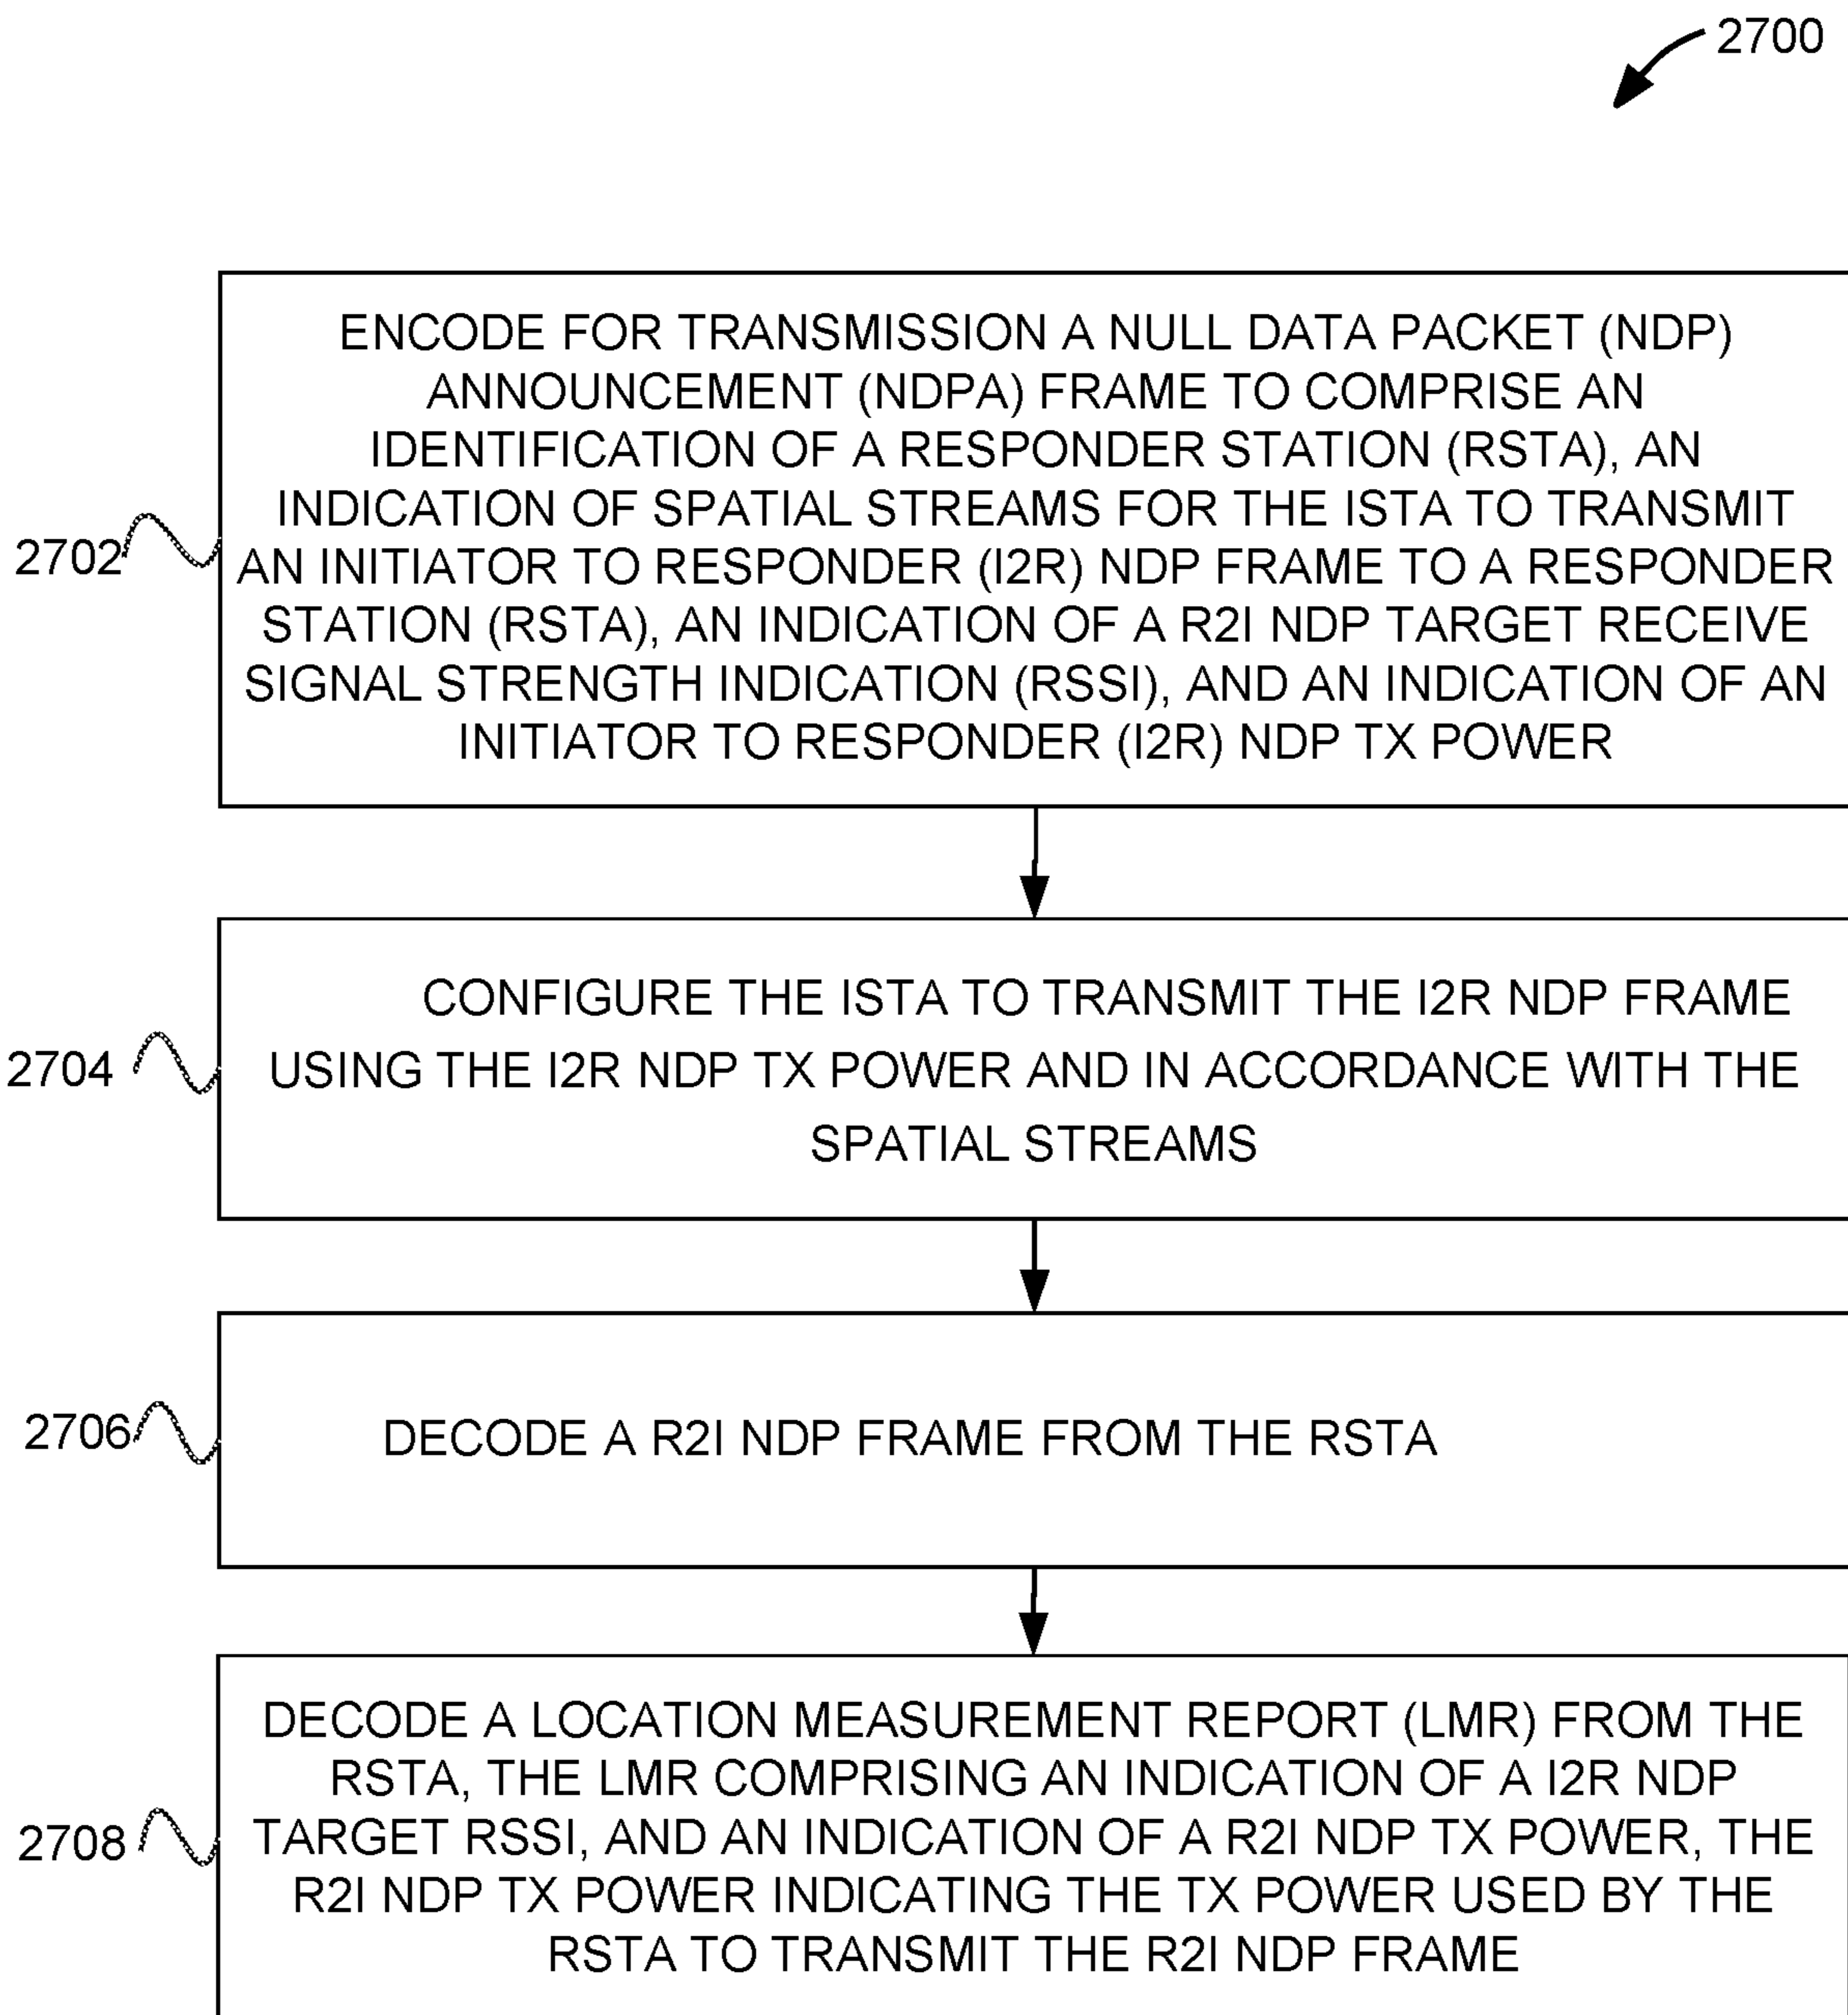 2700
2702
ENCODE FOR TRANSMISSION A NULL DATA PACKET (NDP)
ANNOUNCEMENT (NDPA) FRAME TO COMPRISE AN
IDENTIFICATION OF A RESPONDER STATION (RSTA), AN
INDICATION OF SPATIAL STREAMS FOR THE ISTA TO TRANSMIT
AN INITIATOR TO RESPONDER (I2R) NDP FRAME TO A RESPONDER
STATION (RSTA), AN INDICATION OF A R2I NDP TARGET RECEIVE
SIGNAL STRENGTH INDICATION (RSSI), AND AN INDICATION OF AN
INITIATOR TO RESPONDER (I2R) NDP TX POWER
2704
CONFIGURE THE ISTA TO TRANSMIT THE I2R NDP FRAME
USING THE I2R NDP TX POWER AND IN ACCORDANCE WITH THE
SPATIAL STREAMS
2706
DECODE A R2I NDP FRAME FROM THE RSTA
2708
DECODE A LOCATION MEASUREMENT REPORT (LMR) FROM THE
RSTA, THE LMR COMPRISING AN INDICATION OF A I2R NDP
TARGET RSSI, AND AN INDICATION OF A R2I NDP TX POWER, THE
R2I NDP TX POWER INDICATING THE TX POWER USED BY THE
RSTA TO TRANSMIT THE R2I NDP FRAME